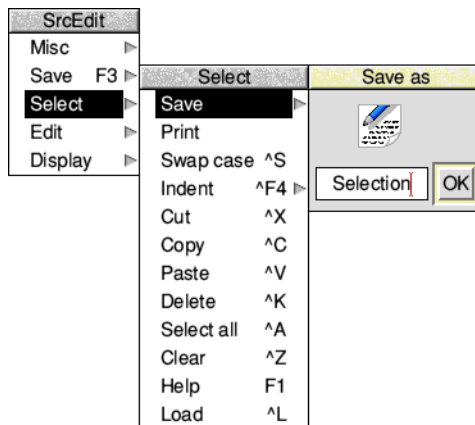 SrcEdit
Misc
Save F3
Select
Edit
Display
Select
Save
Print
Swap case ^S
Indent ^F4
Cut ^X
Copy ^C
Paste ^V
Delete ^K
Select all ^A
Clear ^Z
Help F1
Load ^L
Save as
Selection OK